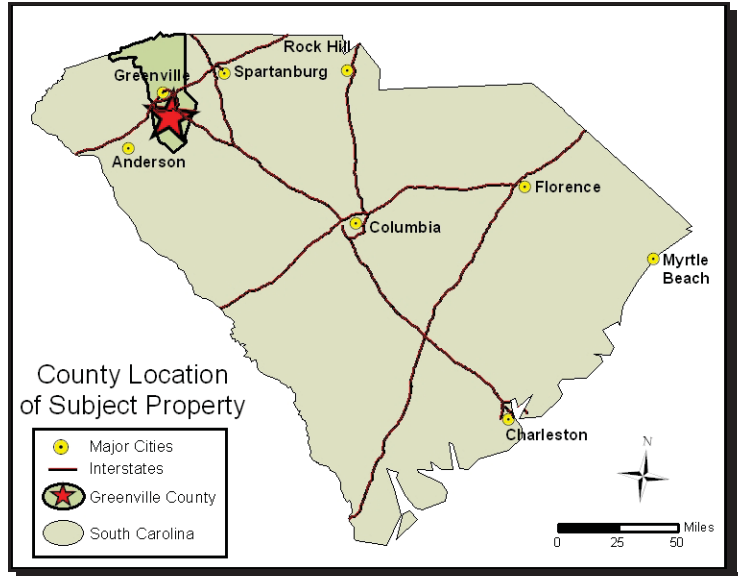 Rock Hill
Greenville
Spartanburg
Anderson
Florence
Columbia
Myrtle
Beach
County Location
of Subject Property
Major Cities
Interstates
Greenville County
South Carolina
Charleston
N
Miles
0 25 50